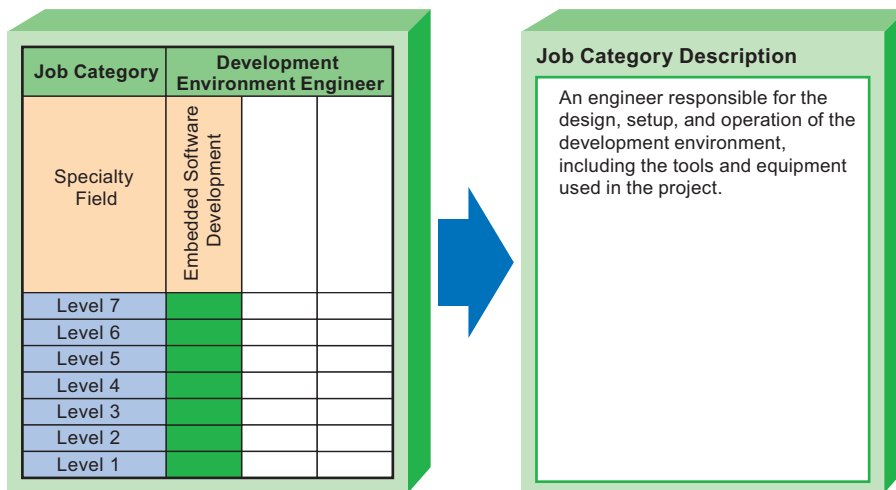 Job Category
Development
Environment Engineer
Specialty
Field
Embedded Software
Development
Level 7
Level 6
Level 5
Level 4
Level 3
Level 2
Level 1
Job Category Description
An engineer responsible for the
design, setup, and operation of the
development environment,
including the tools and equipment
used in the project.